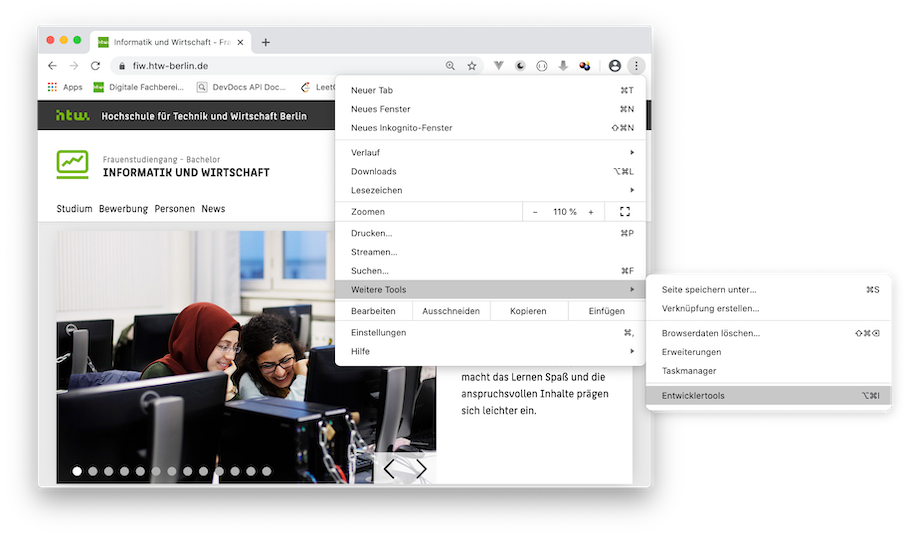 htw. Informatik und Wirtschaft - Fra
fiw.htw-berlin.de
Apps
htw. Digitale Fachberei...
DevDocs API Doc...
LeetC
htw. Hochschule für Technik und Wirtschaft Berlin
Frauenstudiengang - Bachelor
INFORMATIK UND WIRTSCHAFT
Studium Bewerbung Personen News
Neuer Tab ⌘T
Neues Fenster ⌘N
Neues Inkognito-Fenster ⇧⌘N
Verlauf
Downloads ⌥⌘L
Lesezeichen
Zoomen - 110 % +
Drucken... ⌘P
Streamen...
Suchen... ⌘F
Weitere Tools
Bearbeiten Ausschneiden Kopieren Einfügen
Einstellungen ⌘,
Hilfe
Seite speichern unter... ⌘S
Verknüpfung erstellen...
Browserdaten löschen... ⇧⌘⌫
Erweiterungen
Taskmanager
Entwicklertools ⌥⌘I
macht das Lernen Spaß und die
anspruchsvollen Inhalte prägen
sich leichter ein.